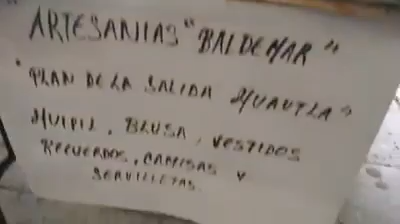 ARTESANIAS "BALDEMAR"
"PLAN DE LA SALIDA HUAUTLA"
HUIPIL, BLUSA, VESTIDOS
RECUERDOS, CAMISAS Y
SERVILLETAS.